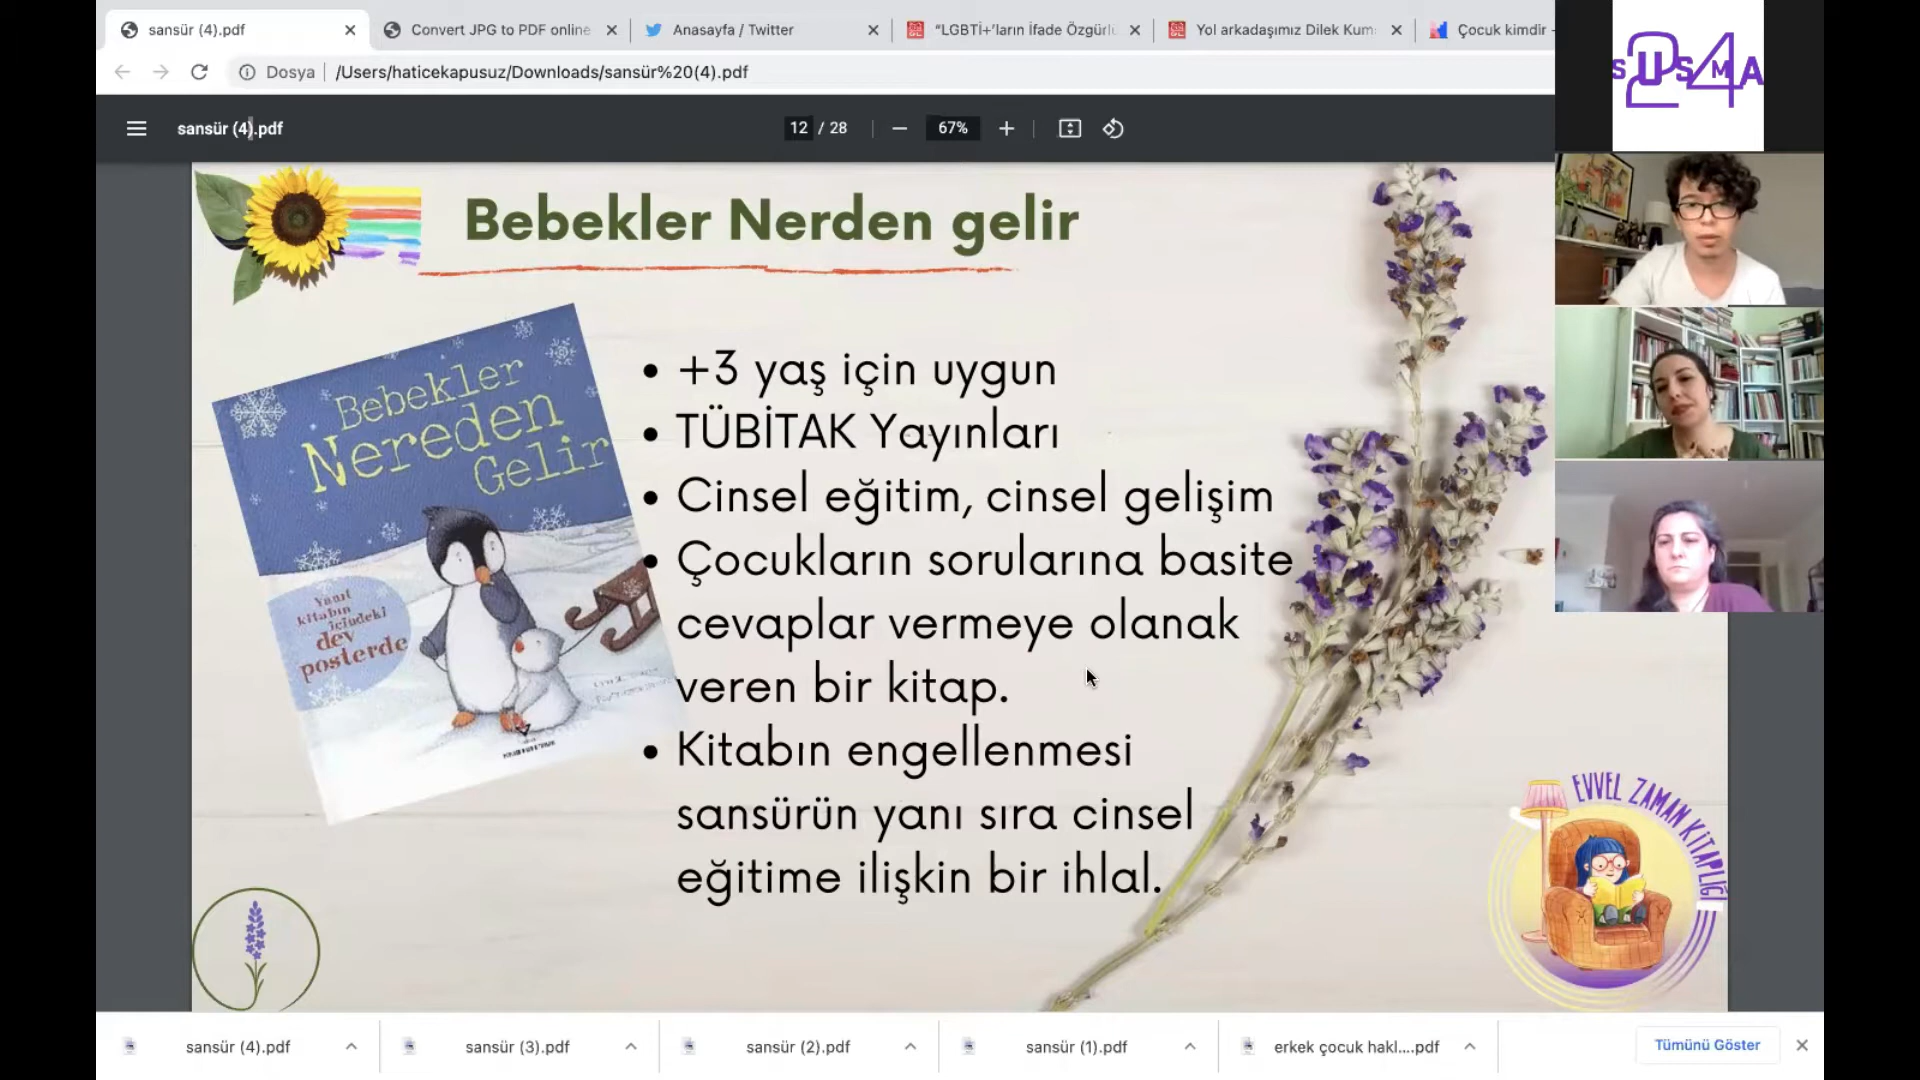 sansür (4).pdf
Convert JPG to PDF online
Anasayfa / Twitter
“LGBTİ+’ların İfade Özgürlü
Yol arkadaşımız Dilek Kum
Çocuk kimdir -
Dosya
/Users/haticekapusuz/Downloads/sansür%20(4).pdf
sansür (4).pdf
12 / 28
67%
SUSMA
24
Bebekler Nerden gelir
Bebekler
Nereden
Gelir
Yanıt
kitabın
içindeki
dev
posterde
+3 yaş için uygun
TÜBİTAK Yayınları
Cinsel eğitim, cinsel gelişim
Çocukların sorularına basite
cevaplar vermeye olanak
veren bir kitap.
Kitabın engellenmesi
sansürün yanı sıra cinsel
eğitime ilişkin bir ihlal.
EVVEL ZAMAN KİTAPLIĞI
sansür (4).pdf
sansür (3).pdf
sansür (2).pdf
sansür (1).pdf
erkek çocuk hakl....pdf
Tümünü Göster